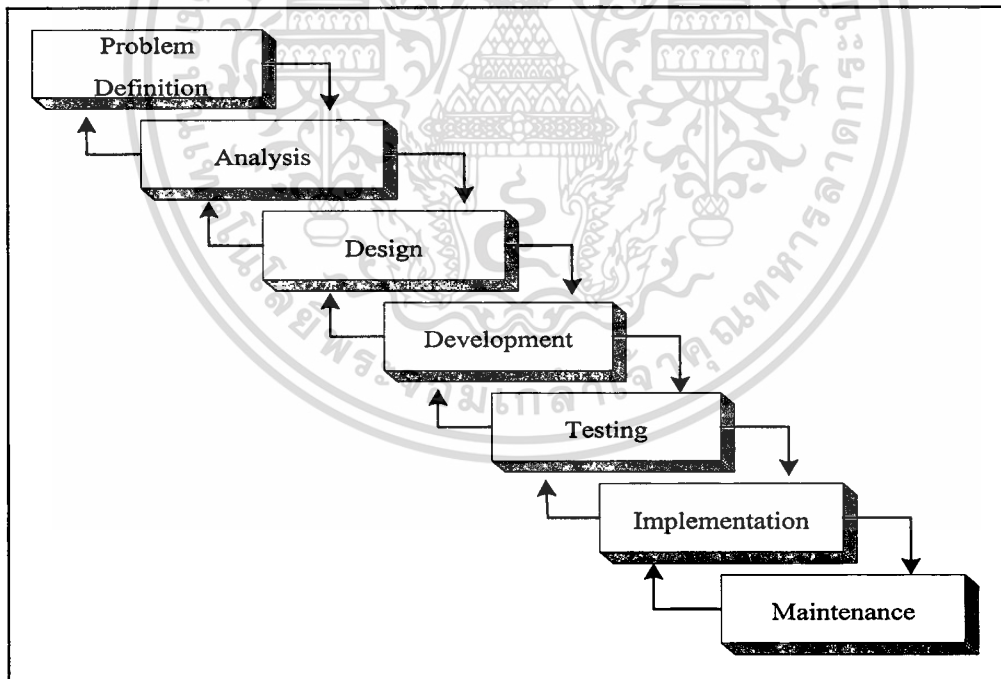 Problem
Definition
Analysis
Design
Development
Testing
Implementation
Maintenance